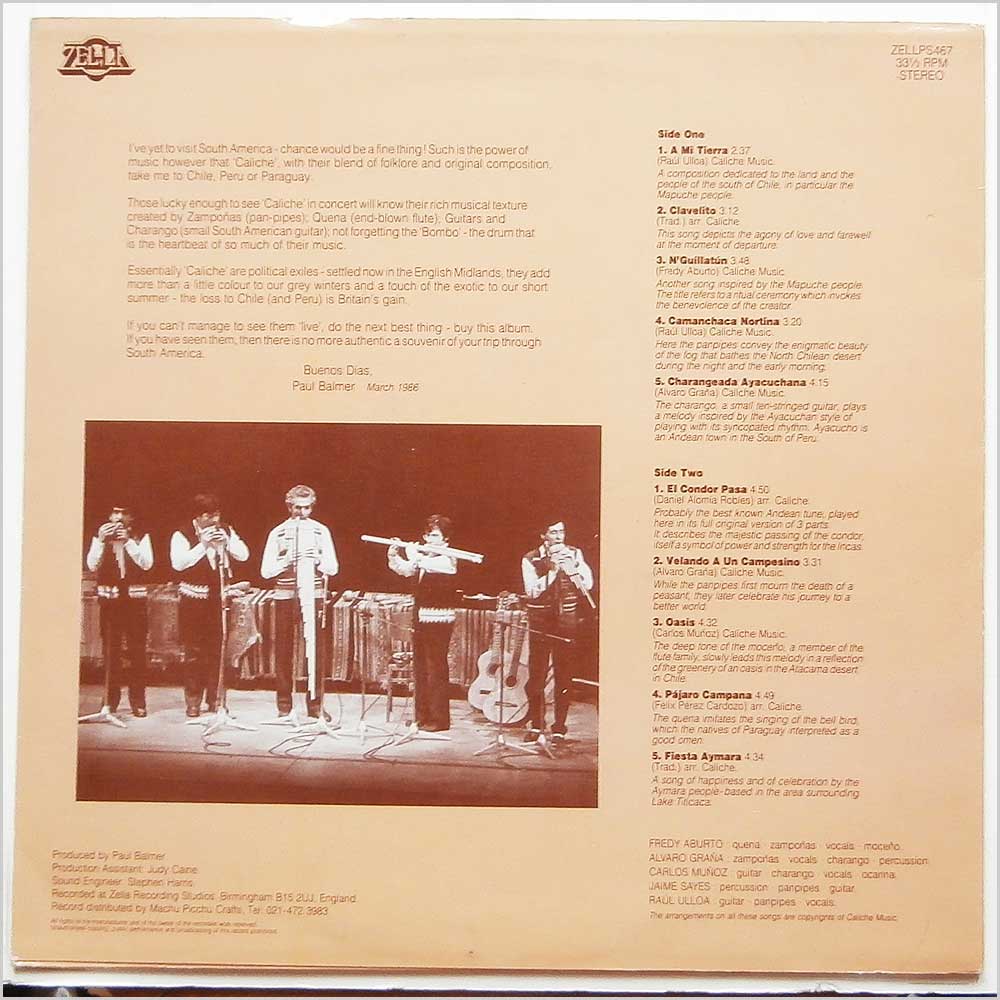 ZELLA
ZELLPS467
33⅓ RPM
STEREO
I've yet to visit South America - chance would be a fine thing! Such is the power of
music however that 'Caliche', with their blend of folklore and original composition,
take me to Chile, Peru or Paraguay.
Those lucky enough to see 'Caliche' in concert will know their rich musical texture
created by Zampoñas (pan-pipes); Quena (end-blown flute); Guitars and
Charango (small South American guitar); not forgetting the 'Bombo' - the drum that
is the heartbeat of so much of their music.
Essentially 'Caliche' are political exiles - settled now in the English Midlands, they add
more than a little colour to our grey winters and a touch of the exotic to our short
summer - the loss to Chile (and Peru) is Britain's gain.
If you can't manage to see them 'live', do the next best thing - buy this album.
If you have seen them, then there is no more authentic a souvenir of your trip through
South America.
Buenos Dias,
Paul Balmer March 1986
Side One
1. A Mi Tierra 2.37
(Raúl Ulloa) Caliche Music.
A composition dedicated to the land and the
people of the south of Chile, in particular the
Mapuche people.
2. Clavelito 3.12
(Trad.) arr. Caliche.
This song depicts the agony of love and farewell
at the moment of departure.
3. N'Guillatún 3.48
(Fredy Aburto) Caliche Music.
Another song inspired by the Mapuche people.
The title refers to a ritual ceremony which invokes
the benevolence of the creator.
4. Camanchaca Nortina 3.20
(Raúl Ulloa) Caliche Music.
Here the panpipes convey the enigmatic beauty
of the fog that bathes the North Chilean desert
during the night and the early morning.
5. Charangeada Ayacuchana 4.15
(Alvaro Graña) Caliche Music.
The charango, a small ten-stringed guitar, plays
a melody inspired by the Ayacuchan style of
playing with its syncopated rhythm. Ayacucho is
an Andean town in the South of Peru.
Side Two
1. El Condor Pasa 4.50
(Daniel Alomia Robles) arr. Caliche.
Probably the best known Andean tune, played
here in its full original version of 3 parts.
It describes the majestic passing of the condor,
itself a symbol of power and strength for the Incas.
2. Velando A Un Campesino 3.31
(Alvaro Graña) Caliche Music.
While the panpipes first mourn the death of a
peasant, they later celebrate his journey to a
better world.
3. Oasis 4.32
(Carlos Muñoz) Caliche Music.
The deep tone of the moceño, a member of the
flute family, slowly leads this melody in a reflection
of the greenery of an oasis in the Atacama desert
in Chile.
4. Pájaro Campana 4.49
(Felix Pérez Cardozo) arr. Caliche.
The quena imitates the singing of the bell bird,
which the natives of Paraguay interpreted as a
good omen.
5. Fiesta Aymara 4.34
(Trad.) arr. Caliche.
A song of happiness and of celebration by the
Aymara people - based in the area surrounding
Lake Titicaca.
Produced by Paul Balmer
Production Assistant: Judy Caine
Sound Engineer: Stephen Harris
Recorded at Zella Recording Studios, Birmingham B15 2UJ, England.
Record distributed by Machu Picchu Crafts, Tel: 021-472 3983
All rights of the manufacturer and of the owner of the recorded work reserved.
Unauthorised copying, public performance and broadcasting of this record prohibited.
FREDY ABURTO · quena · zampoñas · vocals · moceño.
ALVARO GRAÑA · zampoñas · vocals · charango · percussion.
CARLOS MUÑOZ · guitar · charango · vocals · ocarina.
JAIME SAYES · percussion · panpipes · guitar.
RAÚL ULLOA · guitar · panpipes · vocals.
The arrangements on all these songs are copyrights of Caliche Music.